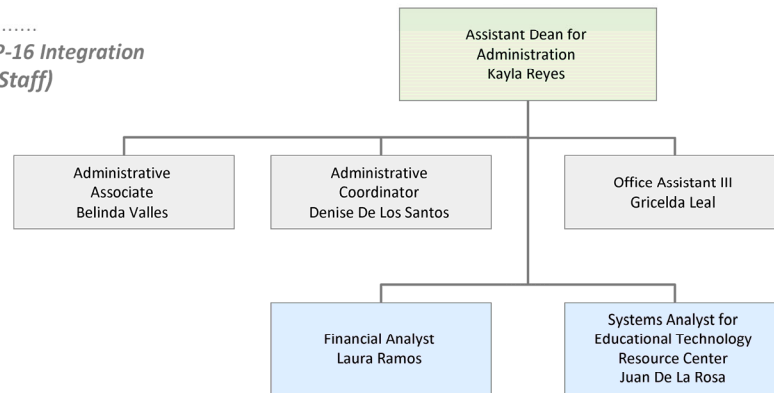 .......
P-16 Integration
Staff)
Assistant Dean for
Administration
Kayla Reyes
Administrative
Associate
Belinda Valles
Administrative
Coordinator
Denise De Los Santos
Office Assistant III
Gricelda Leal
Financial Analyst
Laura Ramos
Systems Analyst for
Educational Technology
Resource Center
Juan De La Rosa